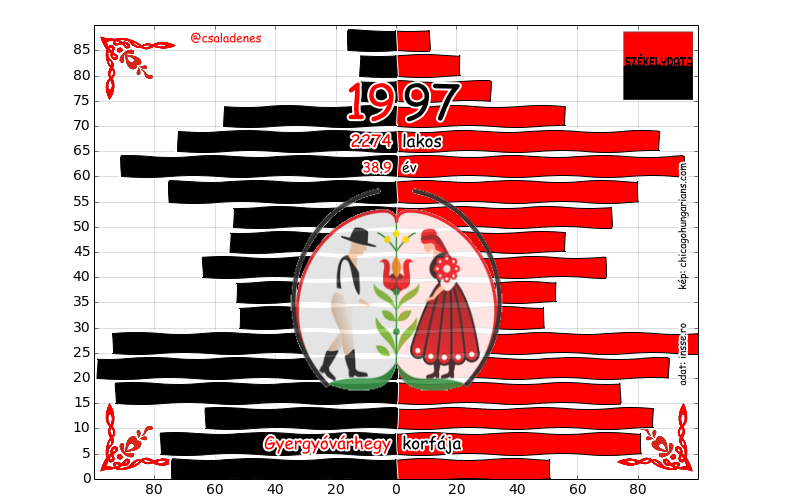 @csaladenes
SZÉKELYDATA
1997
2274 lakos
38.9 év
kép: chicagohungarians.com
adat: insse.ro
Gyergyóvárhegy korfája
85
80
75
70
65
60
55
50
45
40
35
30
25
20
15
10
5
0
80 60 40 20 0 20 40 60 80